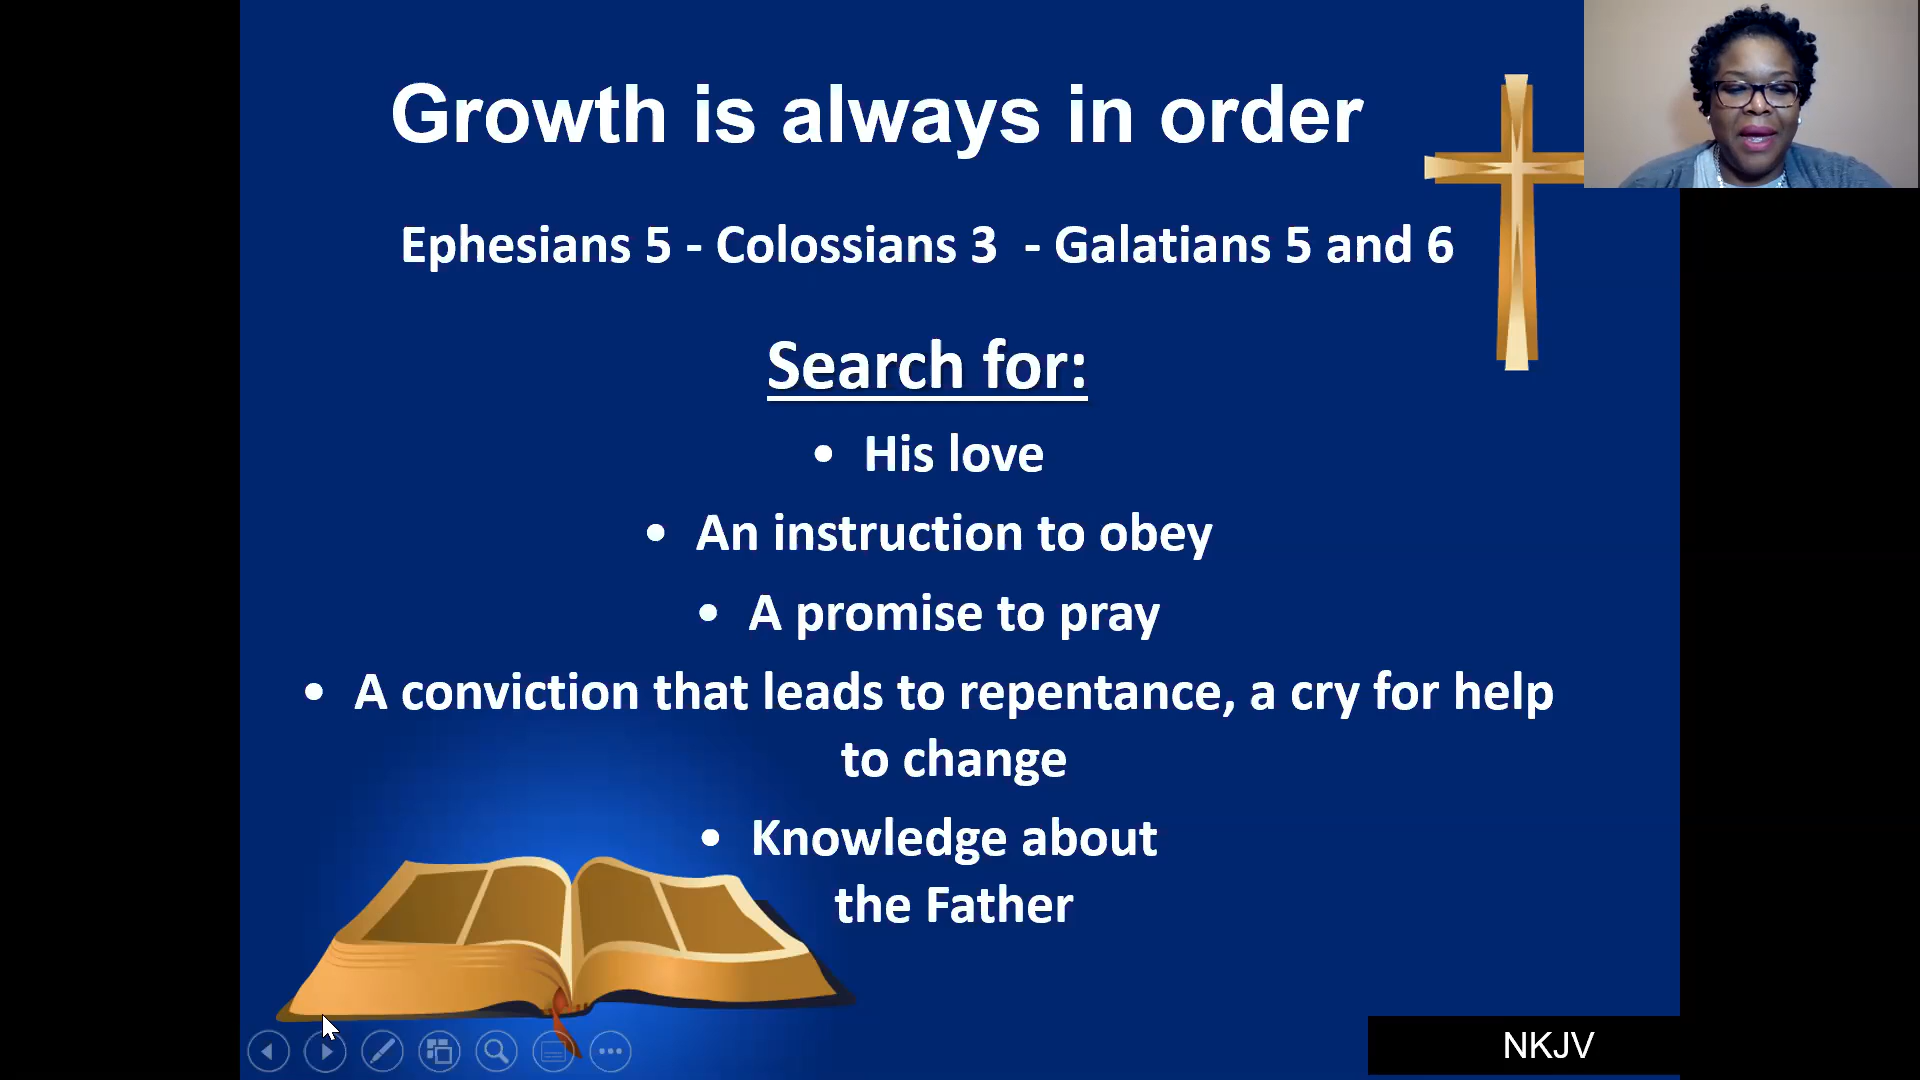 Growth is always in order
Ephesians 5 - Colossians 3 - Galatians 5 and 6
Search for:
• His love
• An instruction to obey
• A promise to pray
• A conviction that leads to repentance, a cry for help
to change
• Knowledge about
the Father
NKJV